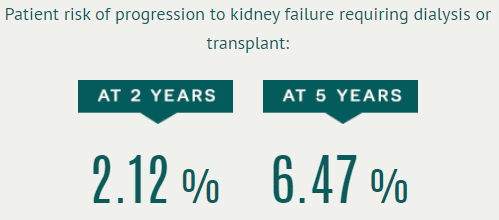 Patient risk of progression to kidney failure requiring dialysis or
transplant:
AT 2 YEARS
AT 5 YEARS
2.12 %
6.47 %